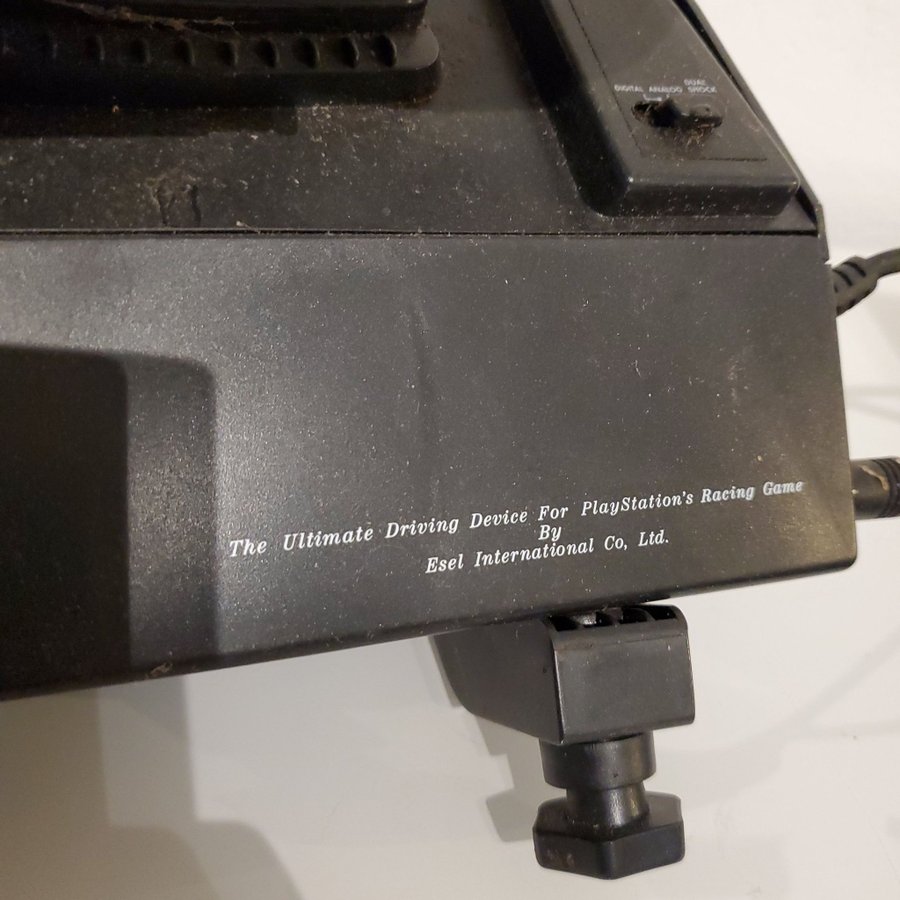 DUAL
DIGITAL ANALOG SHOCK
The Ultimate Driving Device For PlayStation's Racing Game
By
Esel International Co, Ltd.